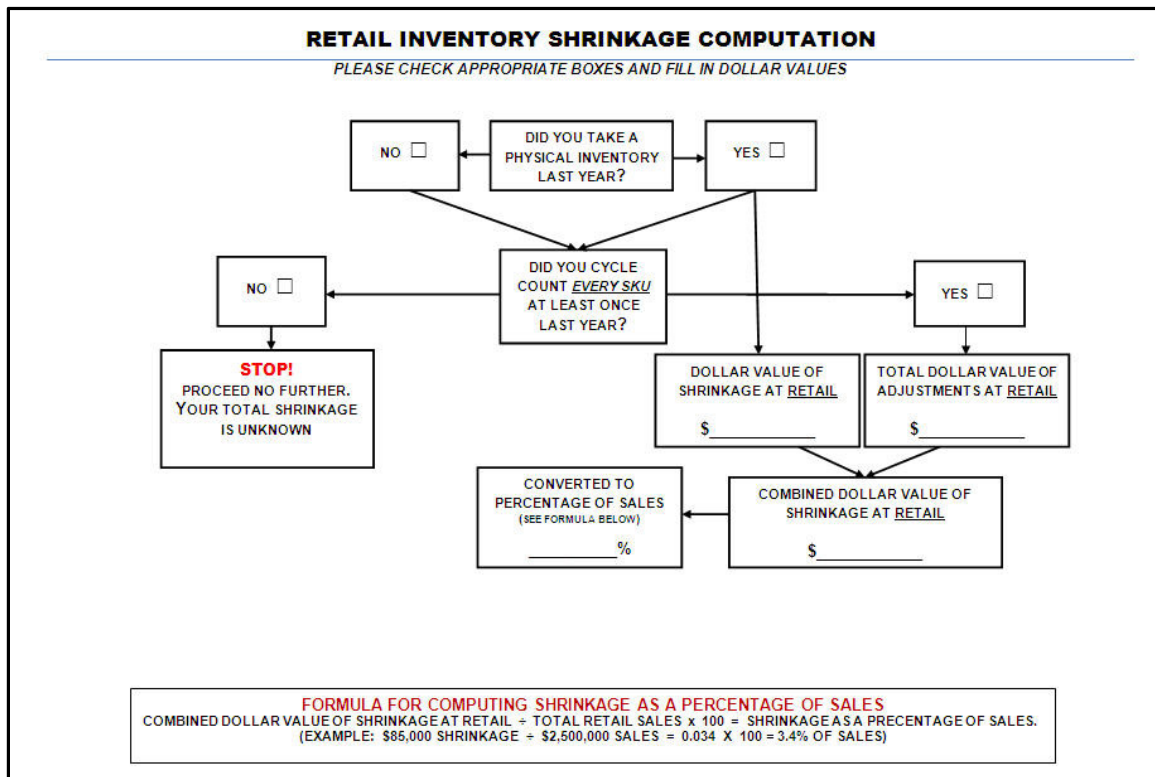 RETAIL INVENTORY SHRINKAGE COMPUTATION
PLEASE CHECK APPROPRIATE BOXES AND FILL IN DOLLAR VALUES
NO ☐
DID YOU TAKE A
PHYSICAL INVENTORY
LAST YEAR?
YES ☐
NO ☐
DID YOU CYCLE
COUNT EVERY SKU
AT LEAST ONCE
LAST YEAR?
YES ☐
STOP!
PROCEED NO FURTHER.
YOUR TOTAL SHRINKAGE
IS UNKNOWN
DOLLAR VALUE OF
SHRINKAGE AT RETAIL
$______________
TOTAL DOLLAR VALUE OF
ADJUSTMENTS AT RETAIL
$______________
CONVERTED TO
PERCENTAGE OF SALES
(SEE FORMULA BELOW)
___________%
COMBINED DOLLAR VALUE OF
SHRINKAGE AT RETAIL
$______________
FORMULA FOR COMPUTING SHRINKAGE AS A PERCENTAGE OF SALES
COMBINED DOLLAR VALUE OF SHRINKAGE AT RETAIL ÷ TOTAL RETAIL SALES x 100 = SHRINKAGE AS A PRECENTAGE OF SALES.
(EXAMPLE: $85,000 SHRINKAGE ÷ $2,500,000 SALES = 0.034 X 100 = 3.4% OF SALES)